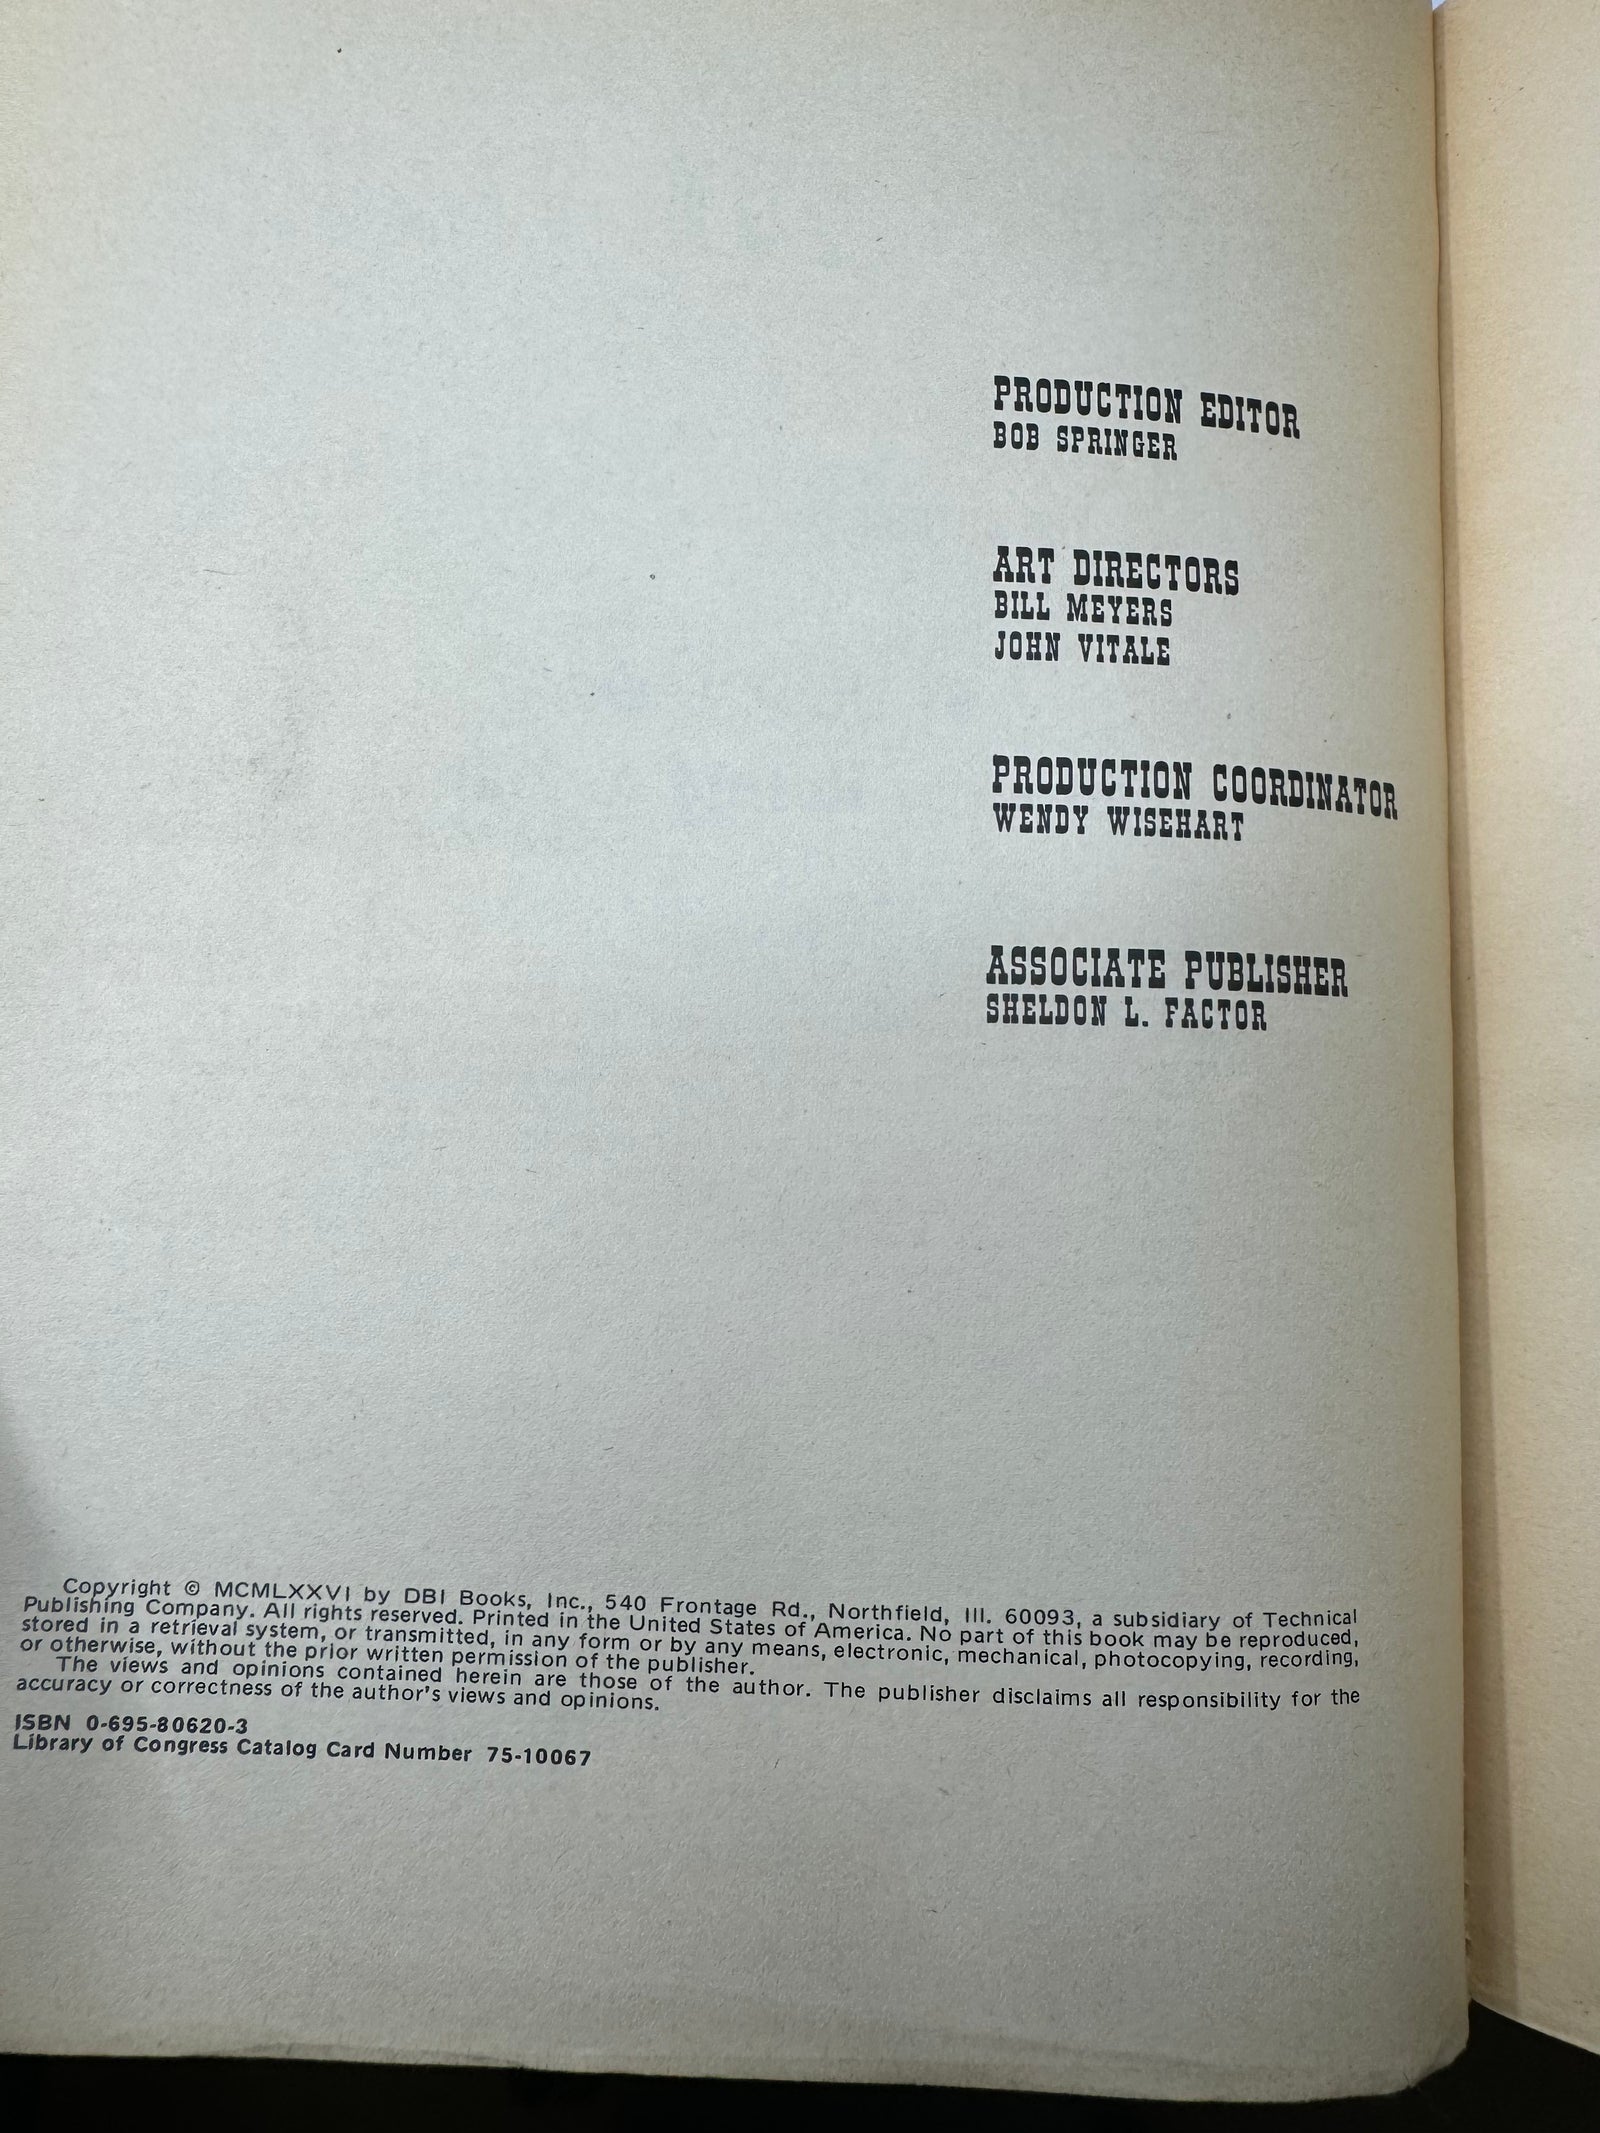 PRODUCTION EDITOR
BOB SPRINGER
ART DIRECTORS
BILL MEYERS
JOHN VITALE
PRODUCTION COORDINATOR
WENDY WISEHART
ASSOCIATE PUBLISHER
SHELDON L. FACTOR
Copyright © MCMLXXVI by DBI Books, Inc., 540 Frontage Rd., Northfield, Ill. 60093, a subsidiary of Technical
Publishing Company. All rights reserved. Printed in the United States of America. No part of this book may be reproduced,
stored in a retrieval system, or transmitted, in any form or by any means, electronic, mechanical, photocopying, recording,
or otherwise, without the prior written permission of the publisher.
The views and opinions contained herein are those of the author. The publisher disclaims all responsibility for the
accuracy or correctness of the author's views and opinions.
ISBN 0-695-80620-3
Library of Congress Catalog Card Number 75-10067